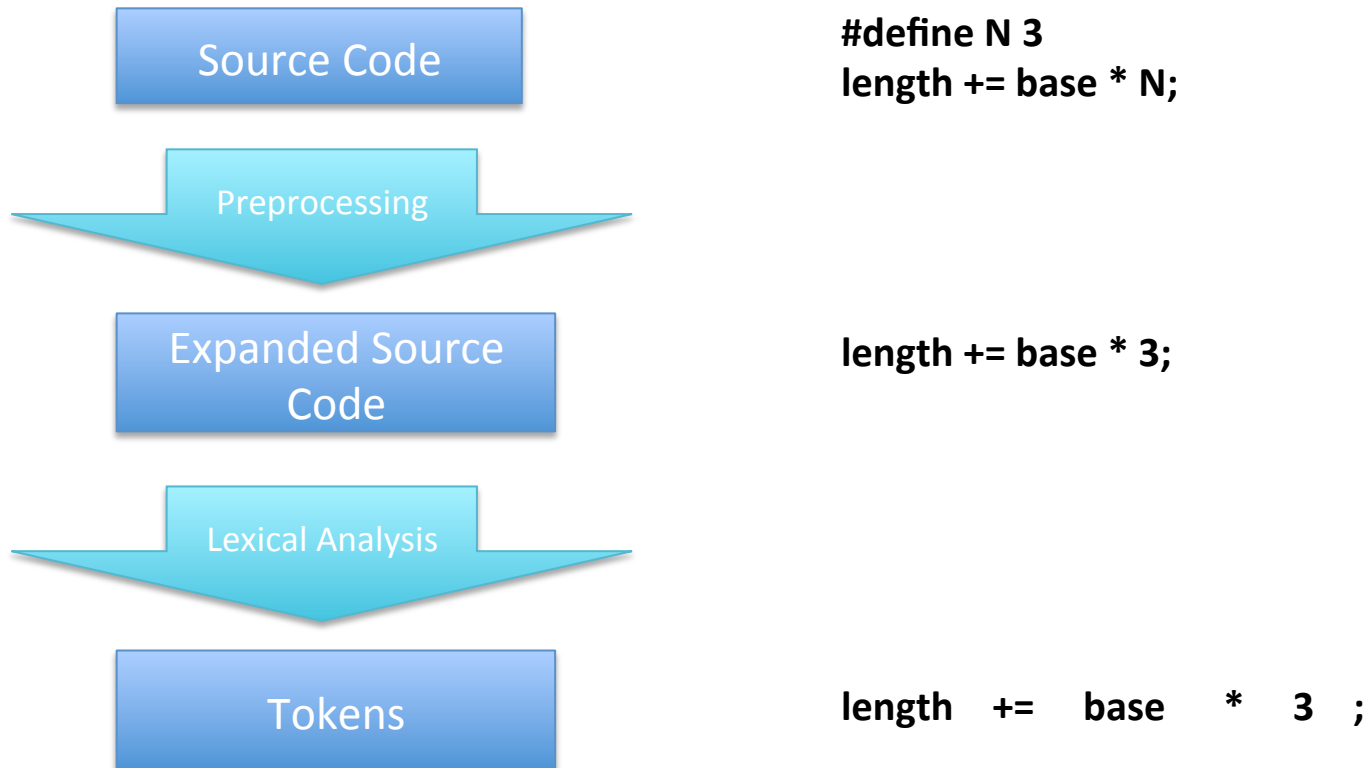 Source Code
#define N 3
length += base * N;
Preprocessing
Expanded Source
Code
length += base * 3;
Lexical Analysis
Tokens
length += base * 3 ;